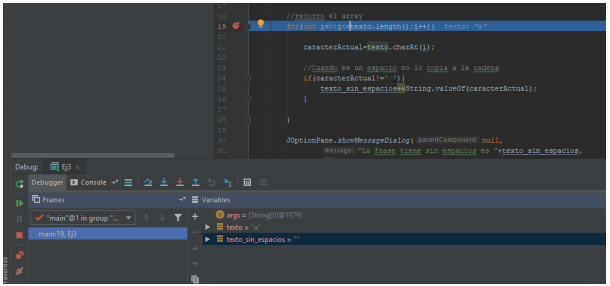 17
18 //recorro el array
19 for(int i=0;i<=texto.length();i++){ texto: "a"
20
21 caracterActual=texto.charAt(i);
22
23 //Cuando es un espacio no lo copia a la cadena
24 if(caracterActual!=' '){
25 texto_sin_espacios+=String.valueOf(caracterActual);
26 }
27
28 }
29
30 JOptionPane.showMessageDialog( parentComponent: null,
31 message: "La frase tiene sin espacios es "+texto_sin_espacios,
Debug: Ej3 ×
Debugger Console
Frames Variables
"main"@1 in group "... args = {String[0]@1979}
main:19, Ej3 texto = "a"
texto_sin_espacios = ""
Favorites